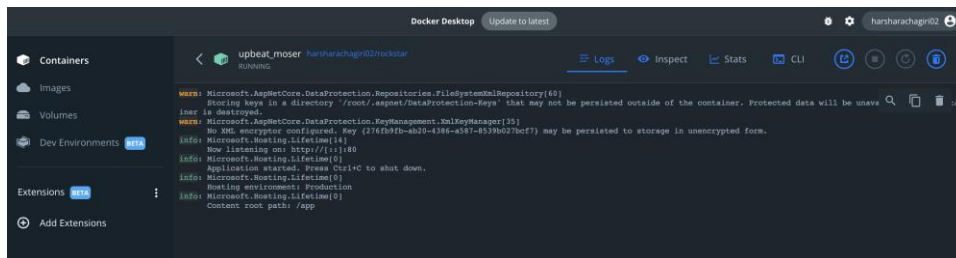 Docker Desktop Update to latest
harsharachagiri02
Containers
Images
Volumes
Dev Environments BETA
Extensions BETA
Add Extensions
upbeat_moser harsharachagiri02/rockstar
RUNNING
Logs Inspect Stats CLI
warn: Microsoft.AspNetCore.DataProtection.Repositories.FileSystemXmlRepository[60]
Storing keys in a directory '/root/.aspnet/DataProtection-Keys' that may not be persisted outside of the container. Protected data will be unava
iner is destroyed.
warn: Microsoft.AspNetCore.DataProtection.KeyManagement.XmlKeyManager[35]
No XML encryptor configured. Key {276fb9fb-ab20-4386-a587-8539b027bcf7} may be persisted to storage in unencrypted form.
info: Microsoft.Hosting.Lifetime[14]
Now listening on: http://[::]:80
info: Microsoft.Hosting.Lifetime[0]
Application started. Press Ctrl+C to shut down.
info: Microsoft.Hosting.Lifetime[0]
Hosting environment: Production
info: Microsoft.Hosting.Lifetime[0]
Content root path: /app